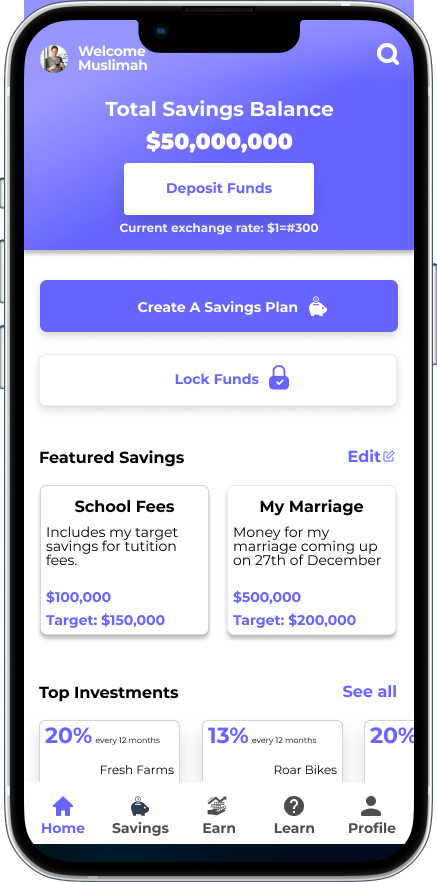 Welcome
Muslimah
Total Savings Balance
$50,000,000
Deposit Funds
Current exchange rate: $1=#300
Create A Savings Plan
Lock Funds
Featured Savings
Edit
School Fees
Includes my target
savings for tutition
fees.
$100,000
Target: $150,000
My Marriage
Money for my
marriage coming up
on 27th of December
$500,000
Target: $200,000
Top Investments
See all
20% every 12 months
Fresh Farms
13% every 12 months
Roar Bikes
20%
Home
Savings
Earn
Learn
Profile